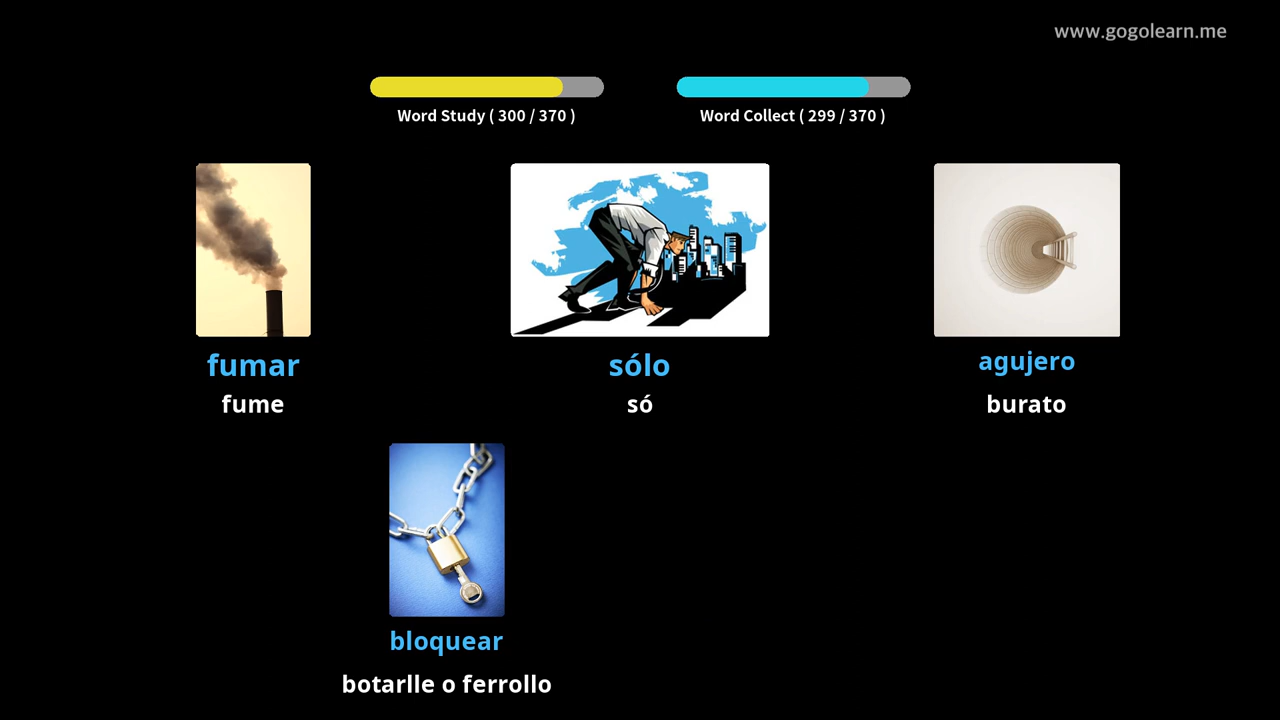 www.gogolearn.me
Word Study ( 300 / 370 )
Word Collect ( 299 / 370 )
fumar
fume
sólo
só
agujero
burato
bloquear
botarlle o ferrollo